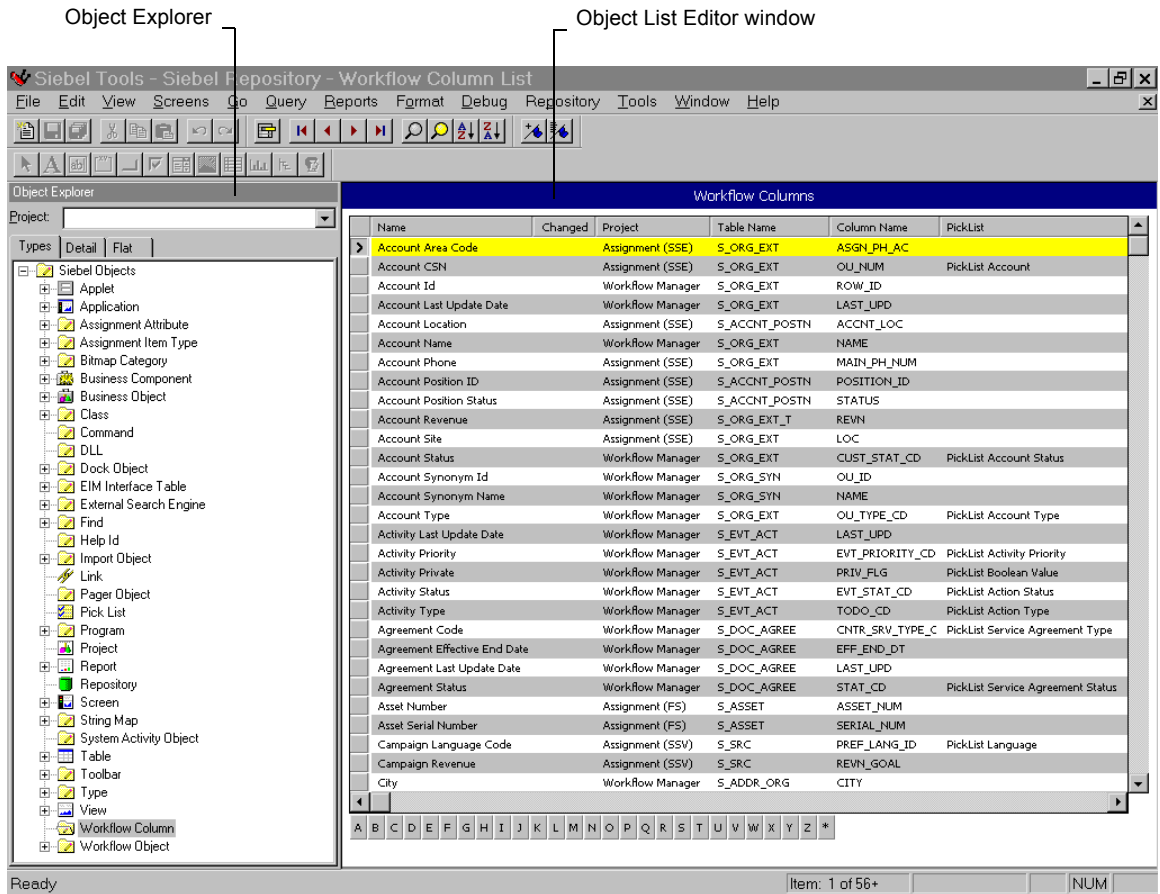 Object Explorer
Object List Editor window
Siebel Tools - Siebel Repository - Workflow Column List
File Edit View Screens Go Query Reports Format Debug Repository Tools Window Help
Object Explorer
Project:
Types Detail Flat
Siebel Objects
Applet
Application
Assignment Attribute
Assignment Item Type
Bitmap Category
Business Component
Business Object
Class
Command
DLL
Dock Object
EIM Interface Table
External Search Engine
Find
Help Id
Import Object
Link
Pager Object
Pick List
Program
Project
Report
Repository
Screen
String Map
System Activity Object
Table
Toolbar
Type
View
Workflow Column
Workflow Object
Workflow Columns
Name Changed Project Table Name Column Name PickList
Account Area Code Assignment (SSE) S_ORG_EXT ASGN_PH_AC
Account CSN Assignment (SSE) S_ORG_EXT OU_NUM PickList Account
Account Id Workflow Manager S_ORG_EXT ROW_ID
Account Last Update Date Workflow Manager S_ORG_EXT LAST_UPD
Account Location Assignment (SSE) S_ACCNT_POSTN ACCNT_LOC
Account Name Workflow Manager S_ORG_EXT NAME
Account Phone Assignment (SSE) S_ORG_EXT MAIN_PH_NUM
Account Position ID Assignment (SSE) S_ACCNT_POSTN POSITION_ID
Account Position Status Assignment (SSE) S_ACCNT_POSTN STATUS
Account Revenue Assignment (SSE) S_ORG_EXT_T REVN
Account Site Assignment (SSE) S_ORG_EXT LOC
Account Status Workflow Manager S_ORG_EXT CUST_STAT_CD PickList Account Status
Account Synonym Id Workflow Manager S_ORG_SYN OU_ID
Account Synonym Name Workflow Manager S_ORG_SYN NAME
Account Type Workflow Manager S_ORG_EXT OU_TYPE_CD PickList Account Type
Activity Last Update Date Workflow Manager S_EVT_ACT LAST_UPD
Activity Priority Workflow Manager S_EVT_ACT EVT_PRIORITY_CD PickList Activity Priority
Activity Private Workflow Manager S_EVT_ACT PRIV_FLG PickList Boolean Value
Activity Status Workflow Manager S_EVT_ACT EVT_STAT_CD PickList Action Status
Activity Type Workflow Manager S_EVT_ACT TODO_CD PickList Action Type
Agreement Code Workflow Manager S_DOC_AGREE CNTR_SRV_TYPE_C PickList Service Agreement Type
Agreement Effective End Date Workflow Manager S_DOC_AGREE EFF_END_DT
Agreement Last Update Date Workflow Manager S_DOC_AGREE LAST_UPD
Agreement Status Workflow Manager S_DOC_AGREE STAT_CD PickList Service Agreement Status
Asset Number Assignment (FS) S_ASSET ASSET_NUM
Asset Serial Number Assignment (FS) S_ASSET SERIAL_NUM
Campaign Language Code Assignment (SSV) S_SRC PREF_LANG_ID PickList Language
Campaign Revenue Assignment (SSV) S_SRC REVN_GOAL
City Workflow Manager S_ADDR_ORG CITY
A B C D E F G H I J K L M N O P Q R S T U V W X Y Z *
Ready Item: 1 of 56+ NUM